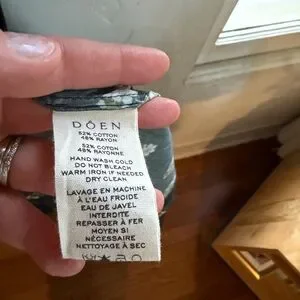 DÔEN
52% COTTON
48% RAYON
52% COTON
48% RAYONNE
HAND WASH COLD
DO NOT BLEACH
WARM IRON IF NEEDED
DRY CLEAN
LAVAGE EN MACHINE
À L'EAU FROIDE
EAU DE JAVEL
INTERDITE
REPASSER À FER
MOYEN SI
NÉCESSAIRE
NETTOYAGE À SEC